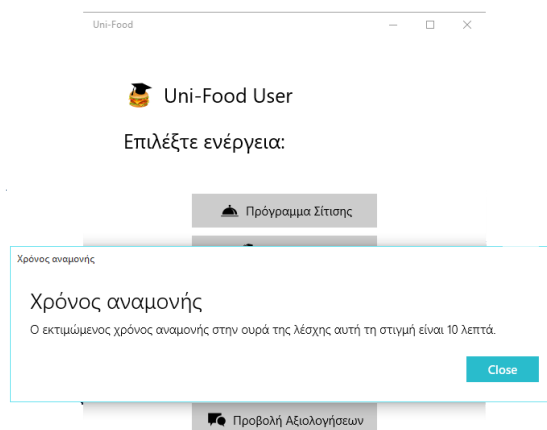 Uni-Food
Uni-Food User
Επιλέξτε ενέργεια:
Πρόγραμμα Σίτισης
Χρόνος αναμονής
Χρόνος αναμονής
Ο εκτιμώμενος χρόνος αναμονής στην ουρά της λέσχης αυτή τη στιγμή είναι 10 λεπτά.
Close
Προβολή Αξιολογήσεων